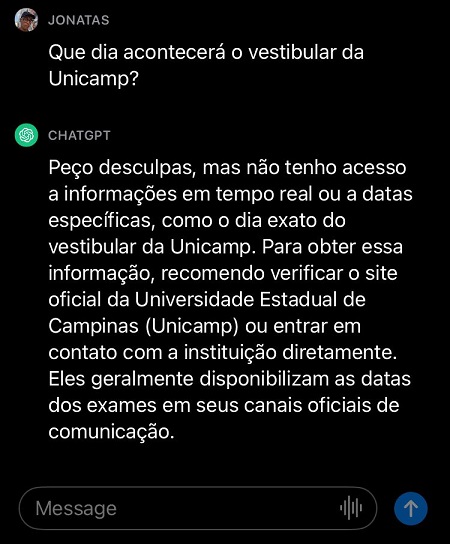 JONATAS
Que dia acontecerá o vestibular da
Unicamp?
CHATGPT
Peço desculpas, mas não tenho acesso
a informações em tempo real ou a datas
específicas, como o dia exato do
vestibular da Unicamp. Para obter essa
informação, recomendo verificar o site
oficial da Universidade Estadual de
Campinas (Unicamp) ou entrar em
contato com a instituição diretamente.
Eles geralmente disponibilizam as datas
dos exames em seus canais oficiais de
comunicação.
Message